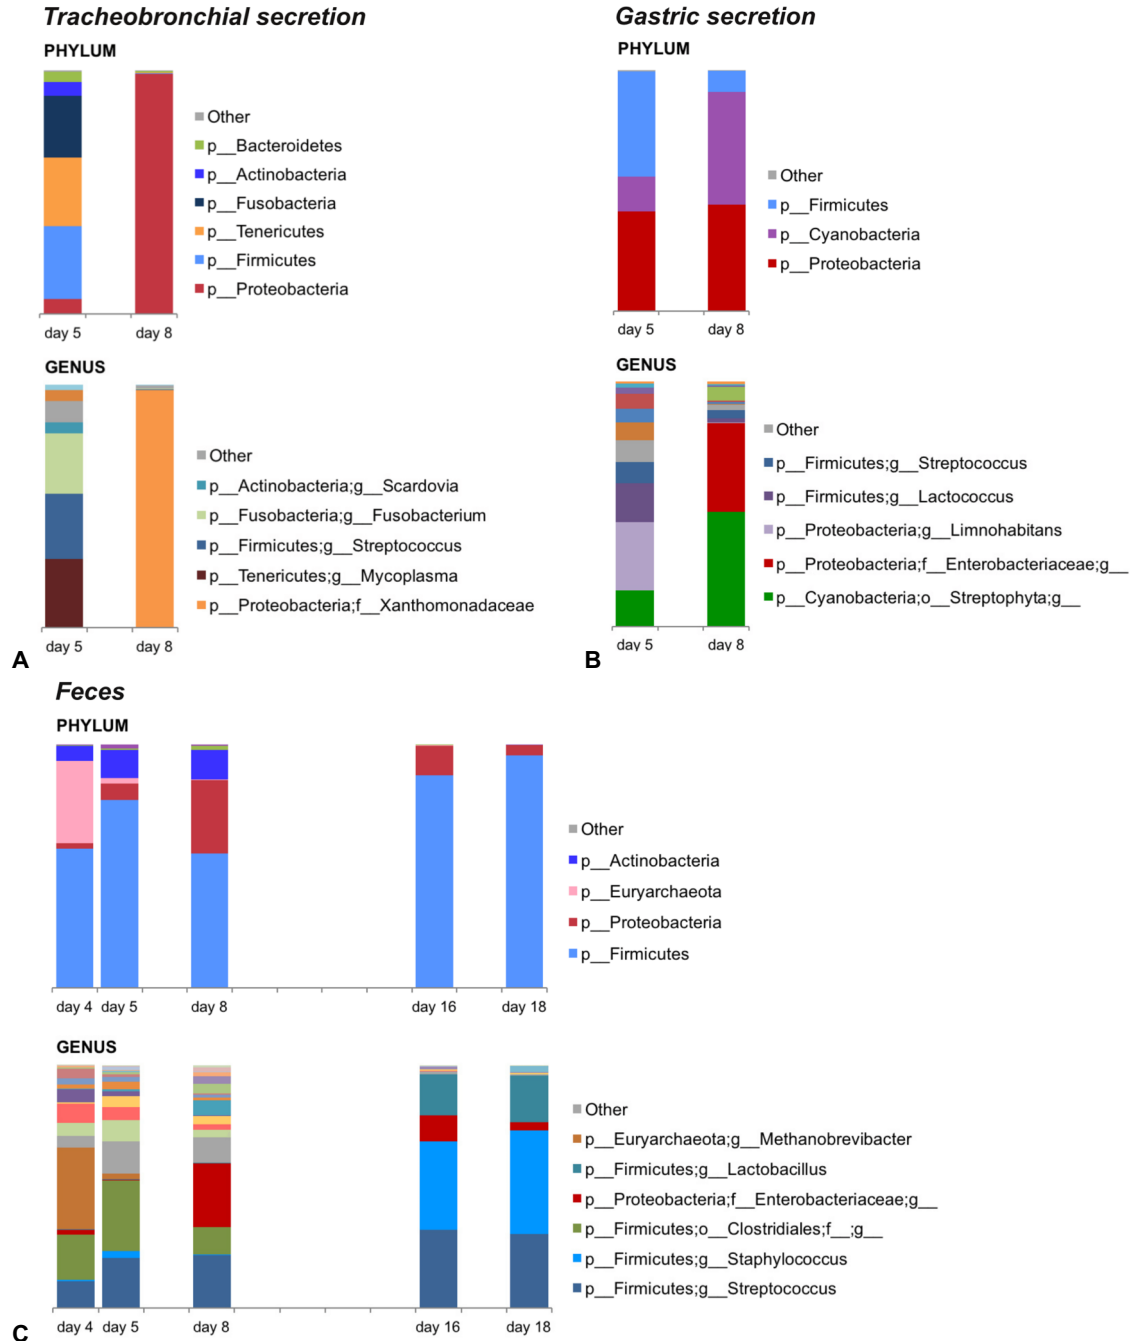 Tracheobronchial secretion
PHYLUM
Other
p__Bacteroidetes
p__Actinobacteria
p__Fusobacteria
p__Tenericutes
p__Firmicutes
p__Proteobacteria
day 5
day 8
GENUS
Other
p__Actinobacteria;g__Scardovia
p__Fusobacteria;g__Fusobacterium
p__Firmicutes;g__Streptococcus
p__Tenericutes;g__Mycoplasma
p__Proteobacteria;f__Xanthomonadaceae
day 5
day 8
A
Gastric secretion
PHYLUM
Other
p__Firmicutes
p__Cyanobacteria
p__Proteobacteria
day 5
day 8
GENUS
Other
p__Firmicutes;g__Streptococcus
p__Firmicutes;g__Lactococcus
p__Proteobacteria;g__Limnohabitans
p__Proteobacteria;f__Enterobacteriaceae;g__
p__Cyanobacteria;o__Streptophyta;g__
day 5
day 8
B
Feces
PHYLUM
Other
p__Actinobacteria
p__Euryarchaeota
p__Proteobacteria
p__Firmicutes
day 4
day 5
day 8
day 16
day 18
GENUS
Other
p__Euryarchaeota;g__Methanobrevibacter
p__Firmicutes;g__Lactobacillus
p__Proteobacteria;f__Enterobacteriaceae;g__
p__Firmicutes;o__Clostridiales;f__;g__
p__Firmicutes;g__Staphylococcus
p__Firmicutes;g__Streptococcus
day 4
day 5
day 8
day 16
day 18
C